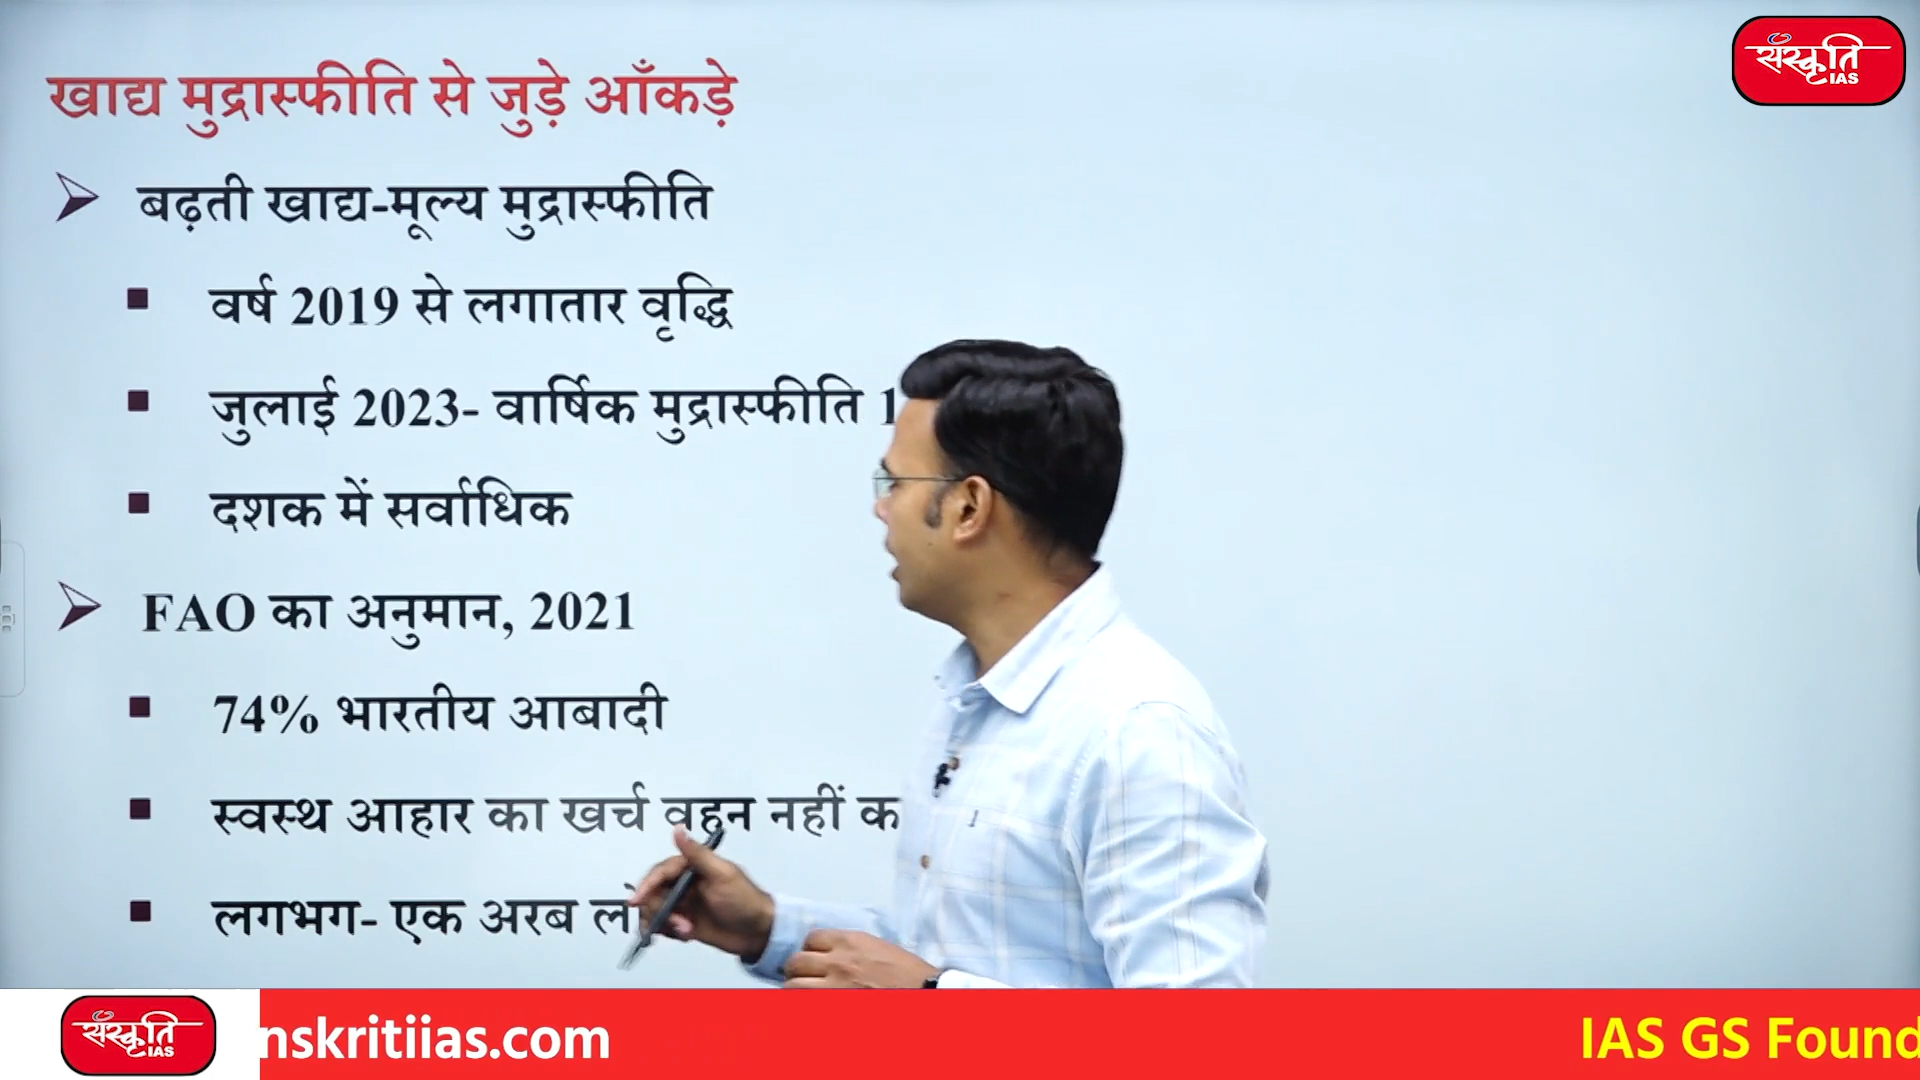 खाद्य मुद्रास्फीति से जुड़े आँकड़े
बढ़ती खाद्य-मूल्य मुद्रास्फीति
वर्ष 2019 से लगातार वृद्धि
जुलाई 2023- वार्षिक मुद्रास्फीति
दशक में सर्वाधिक
FAO का अनुमान, 2021
74% भारतीय आबादी
स्वस्थ आहार का खर्च वहन नहीं
लगभग- एक अरब
संस्कृति
IAS
संस्कृति
IAS
nskritiias.com
IAS GS Found